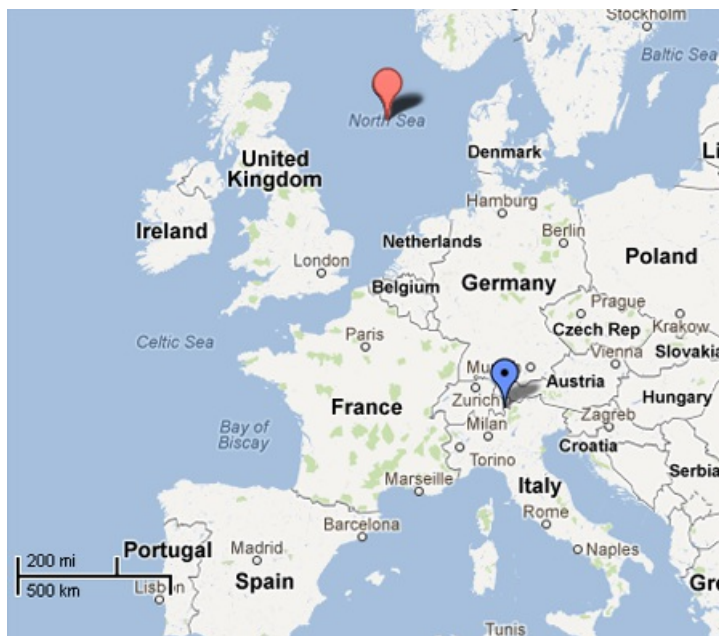 Stockholm
Baltic Sea
North Sea
United
Kingdom
Denmark
Ireland
Hamburg
Netherlands
Berlin
Poland
London
Belgium
Germany
Prague
Celtic Sea
Paris
Czech Rep
Krakow
Vienna
Slovakia
Austria
Zurich
France
Hungary
Milan
Zagreb
Bay of
Biscay
Croatia
Torino
Marseille
Serbia
Italy
Rome
Barcelona
Portugal
Madrid
Naples
200 mi
Spain
500 km
Tunis